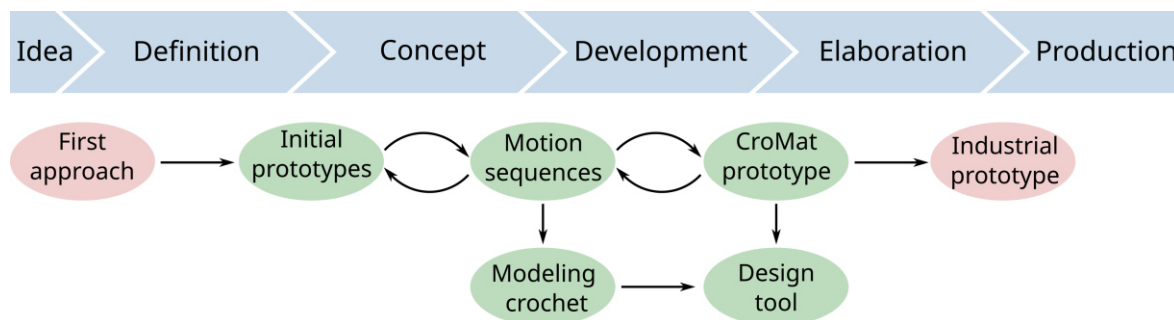 Idea
Definition
Concept
Development
Elaboration
Production
First
approach
Initial
prototypes
Motion
sequences
CroMat
prototype
Industrial
prototype
Modeling
crochet
Design
tool